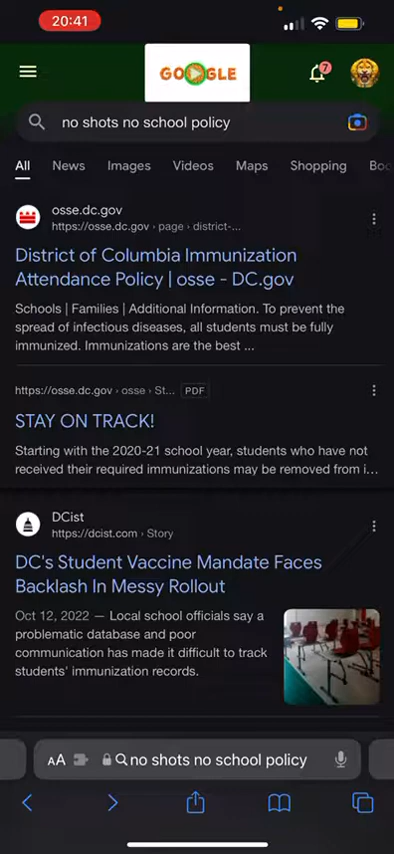 20:41
GOOGLE
7
no shots no school policy
All News Images Videos Maps Shopping Boo
osse.dc.gov
https://osse.dc.gov › page › district-...
District of Columbia Immunization
Attendance Policy | osse - DC.gov
Schools | Families | Additional Information. To prevent the
spread of infectious diseases, all students must be fully
immunized. Immunizations are the best ...
https://osse.dc.gov › osse › St... PDF
STAY ON TRACK!
Starting with the 2020-21 school year, students who have not
received their required immunizations may be removed from i...
DCist
https://dcist.com › Story
DC's Student Vaccine Mandate Faces
Backlash In Messy Rollout
Oct 12, 2022 — Local school officials say a
problematic database and poor
communication has made it difficult to track
students' immunization records.
AA no shots no school policy